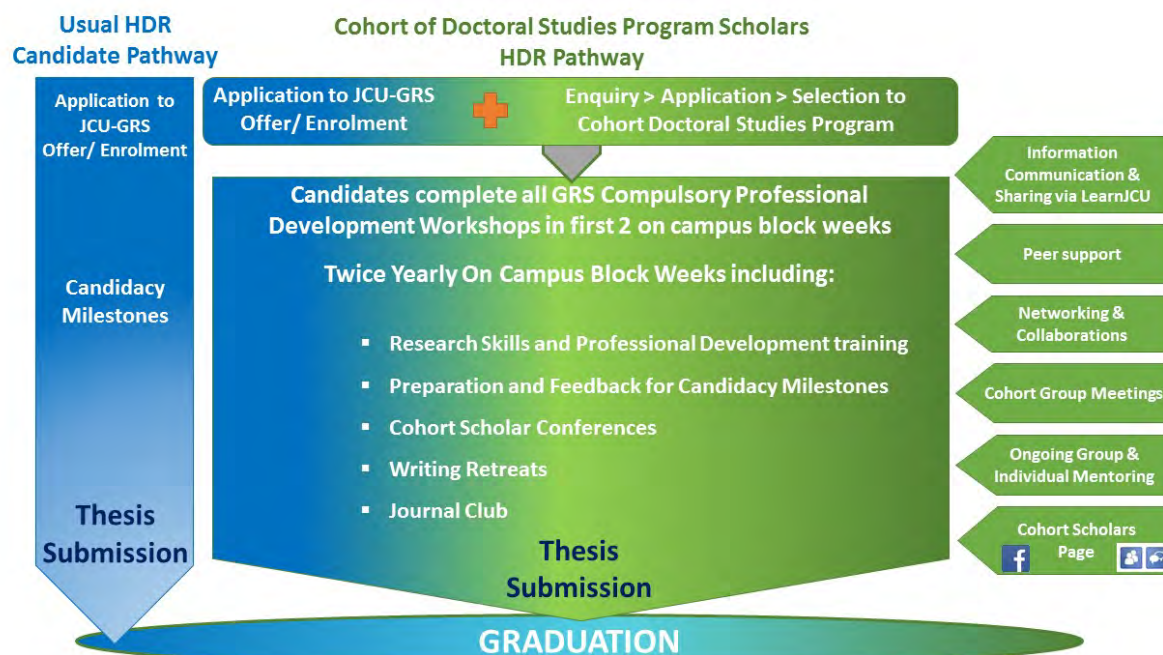 Usual HDR
Candidate Pathway
Application to
JCU-GRS
Offer/ Enrolment
Candidacy
Milestones
Thesis
Submission
Cohort of Doctoral Studies Program Scholars
HDR Pathway
Application to JCU-GRS
Offer/ Enrolment
Enquiry > Application > Selection to
Cohort Doctoral Studies Program
Candidates complete all GRS Compulsory Professional
Development Workshops in first 2 on campus block weeks
Twice Yearly On Campus Block Weeks including:
▪ Research Skills and Professional Development training
▪ Preparation and Feedback for Candidacy Milestones
▪ Cohort Scholar Conferences
▪ Writing Retreats
▪ Journal Club
Thesis
Submission
Information
Communication &
Sharing via LearnJCU
Peer support
Networking &
Collaborations
Cohort Group Meetings
Ongoing Group &
Individual Mentoring
Cohort Scholars
Page
f
GRADUATION